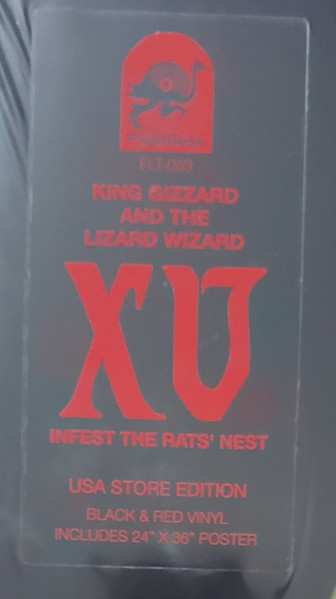 KING GIZZARD
AND THE
LIZARD WIZARD
XV
INFEST THE RATS' NEST
USA STORE EDITION
BLACK & RED VINYL
INCLUDES 24" X 36" POSTER